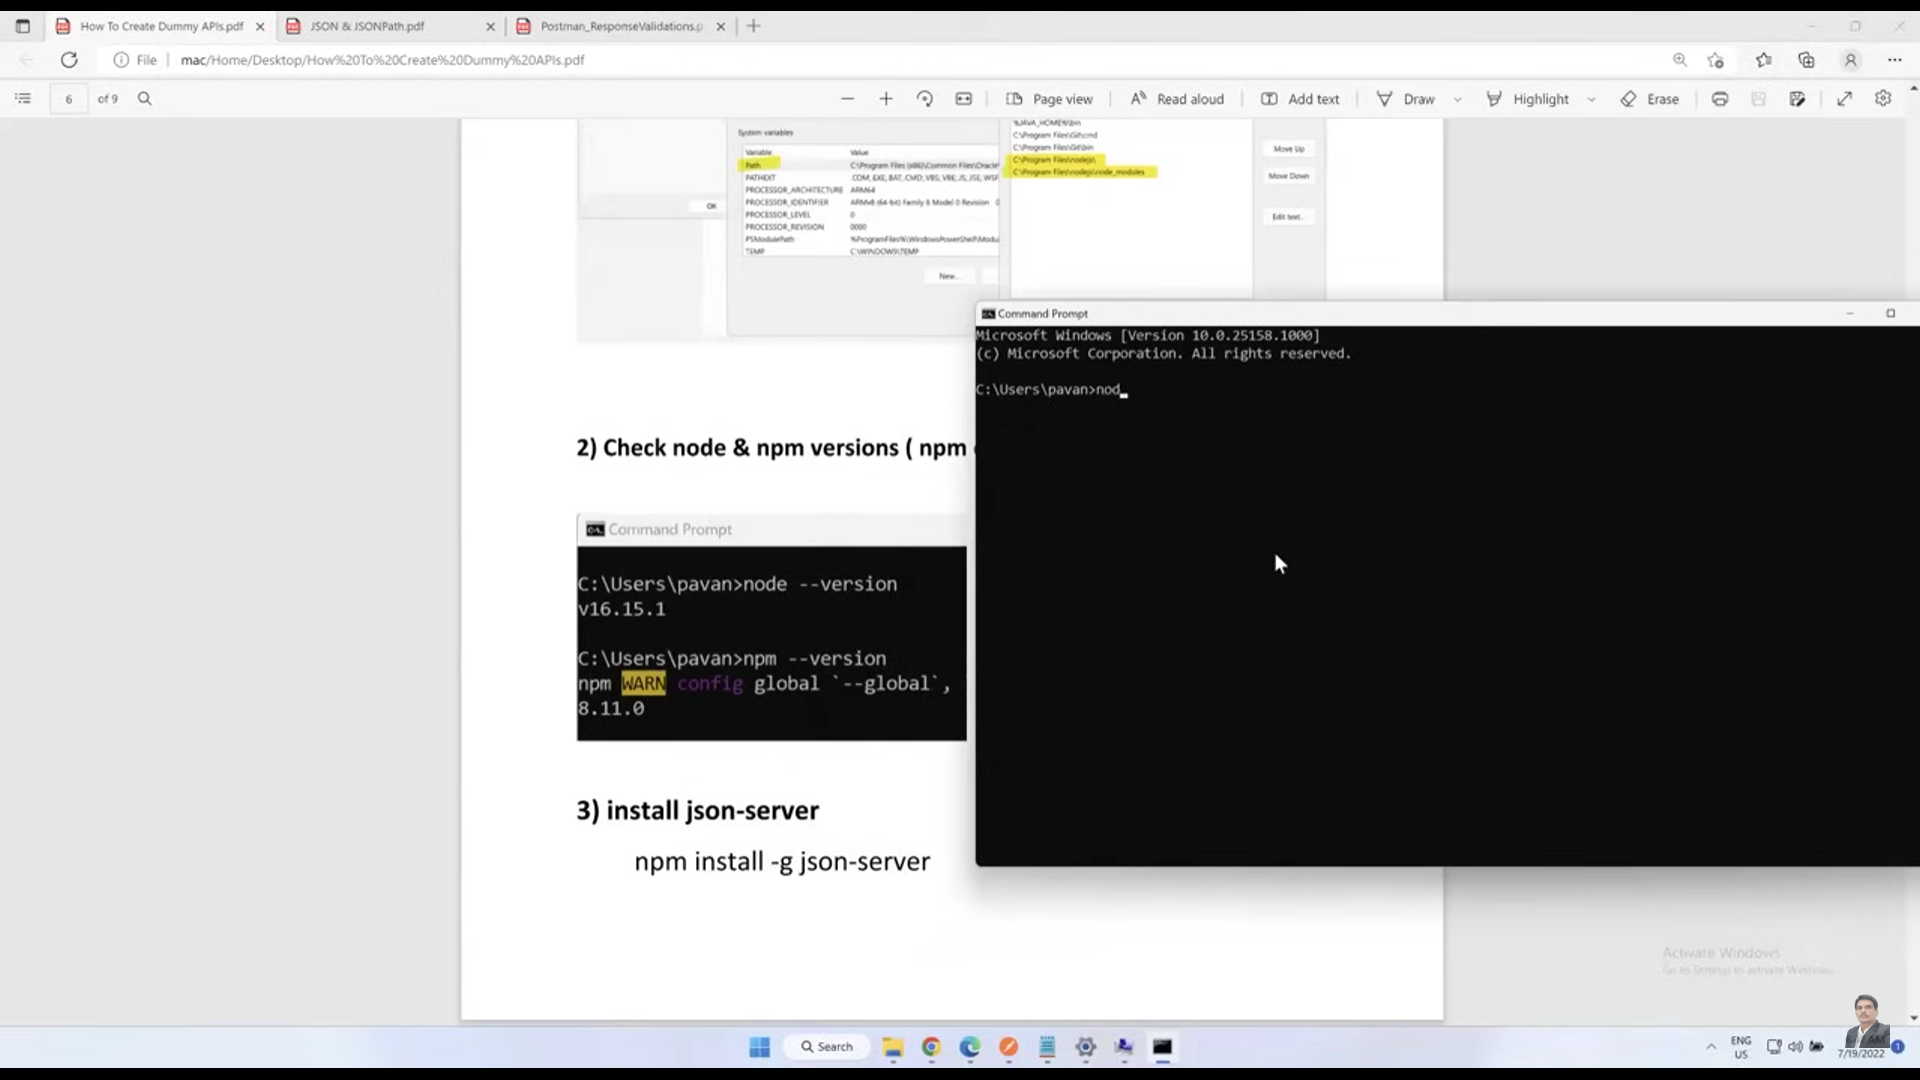 How To Create Dummy APIs.pdf
JSON & JSONPath.pdf
Postman_ResponseValidations.p
File
mac/Home/Desktop/How%20To%20Create%20Dummy%20APIs.pdf
6 of 9
Page view
Read aloud
Add text
Draw
Highlight
Erase
System variables
Variable Value
Path C:\Program Files (x86)\Common Files\Oracle\
PATHEXT .COM;.EXE;.BAT;.CMD;.VBS;.VBE;.JS;.JSE;.WSF
PROCESSOR_ARCHITECTURE ARM64
PROCESSOR_IDENTIFIER ARMv8 (64-bit) Family 8 Model 0 Revision 0
PROCESSOR_LEVEL 0
PROCESSOR_REVISION 0000
PSModulePath %ProgramFiles%\WindowsPowerShell\Modu
TEMP C:\WINDOWS\TEMP
OK
New...
%JAVA_HOME%\bin
C:\Program Files\Git\cmd
C:\Program Files\Git\bin
C:\Program Files\nodejs\
C:\Program Files\nodejs\node_modules
Move Up
Move Down
Edit text...
Command Prompt
Microsoft Windows [Version 10.0.25158.1000]
(c) Microsoft Corporation. All rights reserved.
C:\Users\pavan>nod_
2) Check node & npm versions ( npm
Command Prompt
C:\Users\pavan>node --version
v16.15.1
C:\Users\pavan>npm --version
npm WARN config global `--global`,
8.11.0
3) install json-server
npm install -g json-server
Activate Windows
Go to Settings to activate Windows.
Search
ENG
US
AM
7/19/2022
1